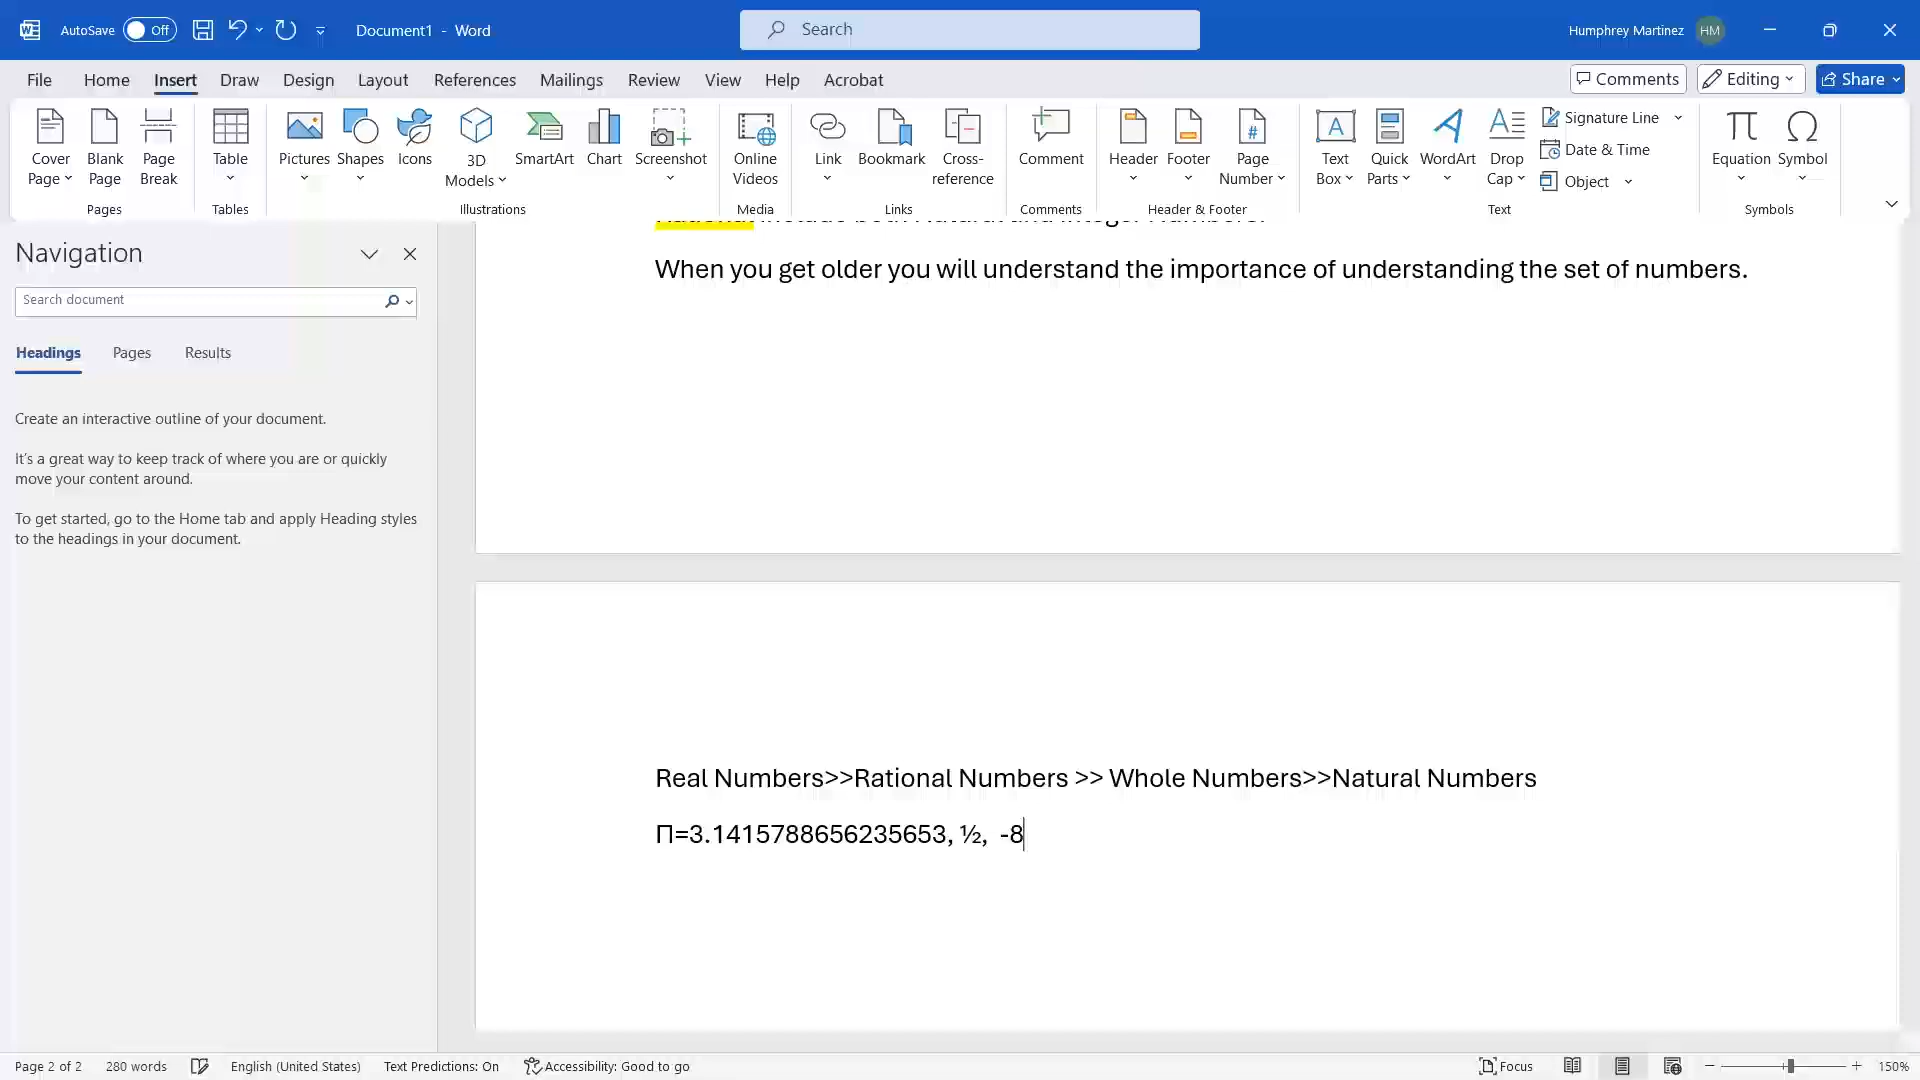 AutoSave Off Document1 - Word Search Humphrey Martinez HM
File Home Insert Draw Design Layout References Mailings Review View Help Acrobat Comments Editing Share
Cover Page Blank Page Page Break
Pages
Table
Tables
Pictures Shapes Icons 3D Models SmartArt Chart Screenshot
Illustrations
Online Videos
Media
Link Bookmark Cross-reference
Links
Comment
Comments
Header Footer Page Number
Header & Footer
Text Box Quick Parts WordArt Drop Cap
Signature Line
Date & Time
Object
Text
Equation Symbol
Symbols
Navigation
Search document
Headings Pages Results
Create an interactive outline of your document.
It's a great way to keep track of where you are or quickly
move your content around.
To get started, go to the Home tab and apply Heading styles
to the headings in your document.
When you get older you will understand the importance of understanding the set of numbers.
Real Numbers>>Rational Numbers >> Whole Numbers>>Natural Numbers
Π=3.1415788656235653, ½, -8
Page 2 of 2 280 words English (United States) Text Predictions: On Accessibility: Good to go Focus 150%